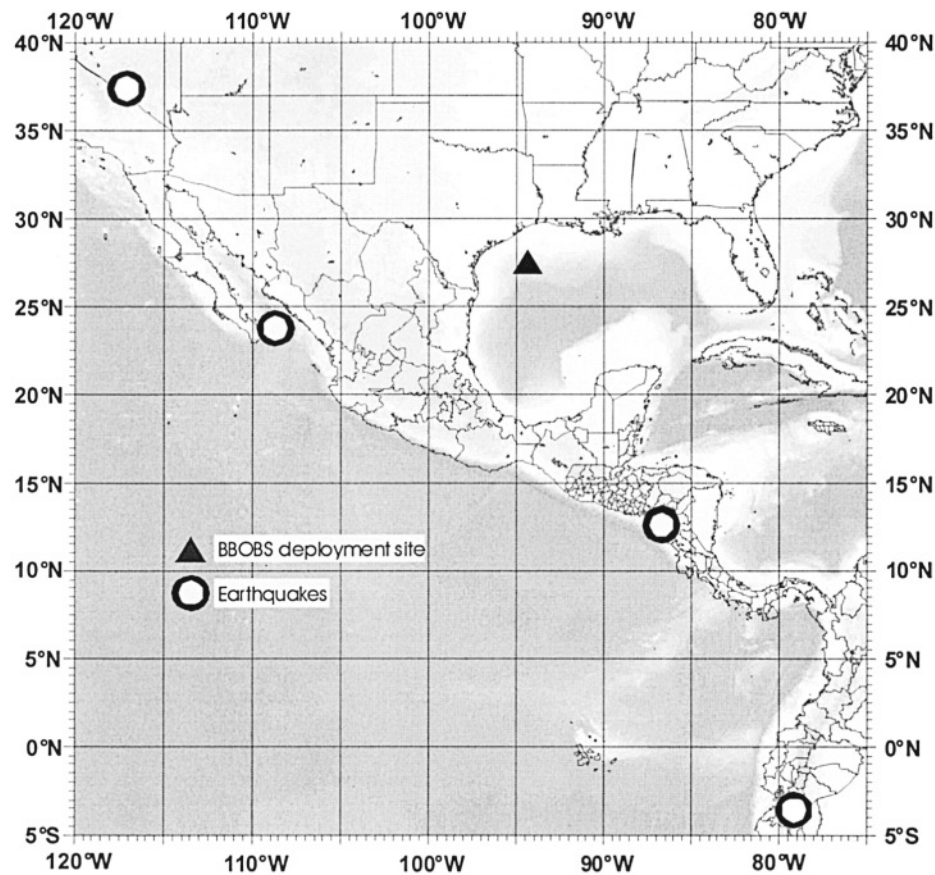 120°W 110°W 100°W 90°W 80°W
40°N 40°N
35°N 35°N
30°N 30°N
25°N 25°N
20°N 20°N
15°N 15°N
BBOBS deployment site
10°N 10°N
Earthquakes
5°N 5°N
0°N 0°N
5°S 5°S
120°W 110°W 100°W 90°W 80°W